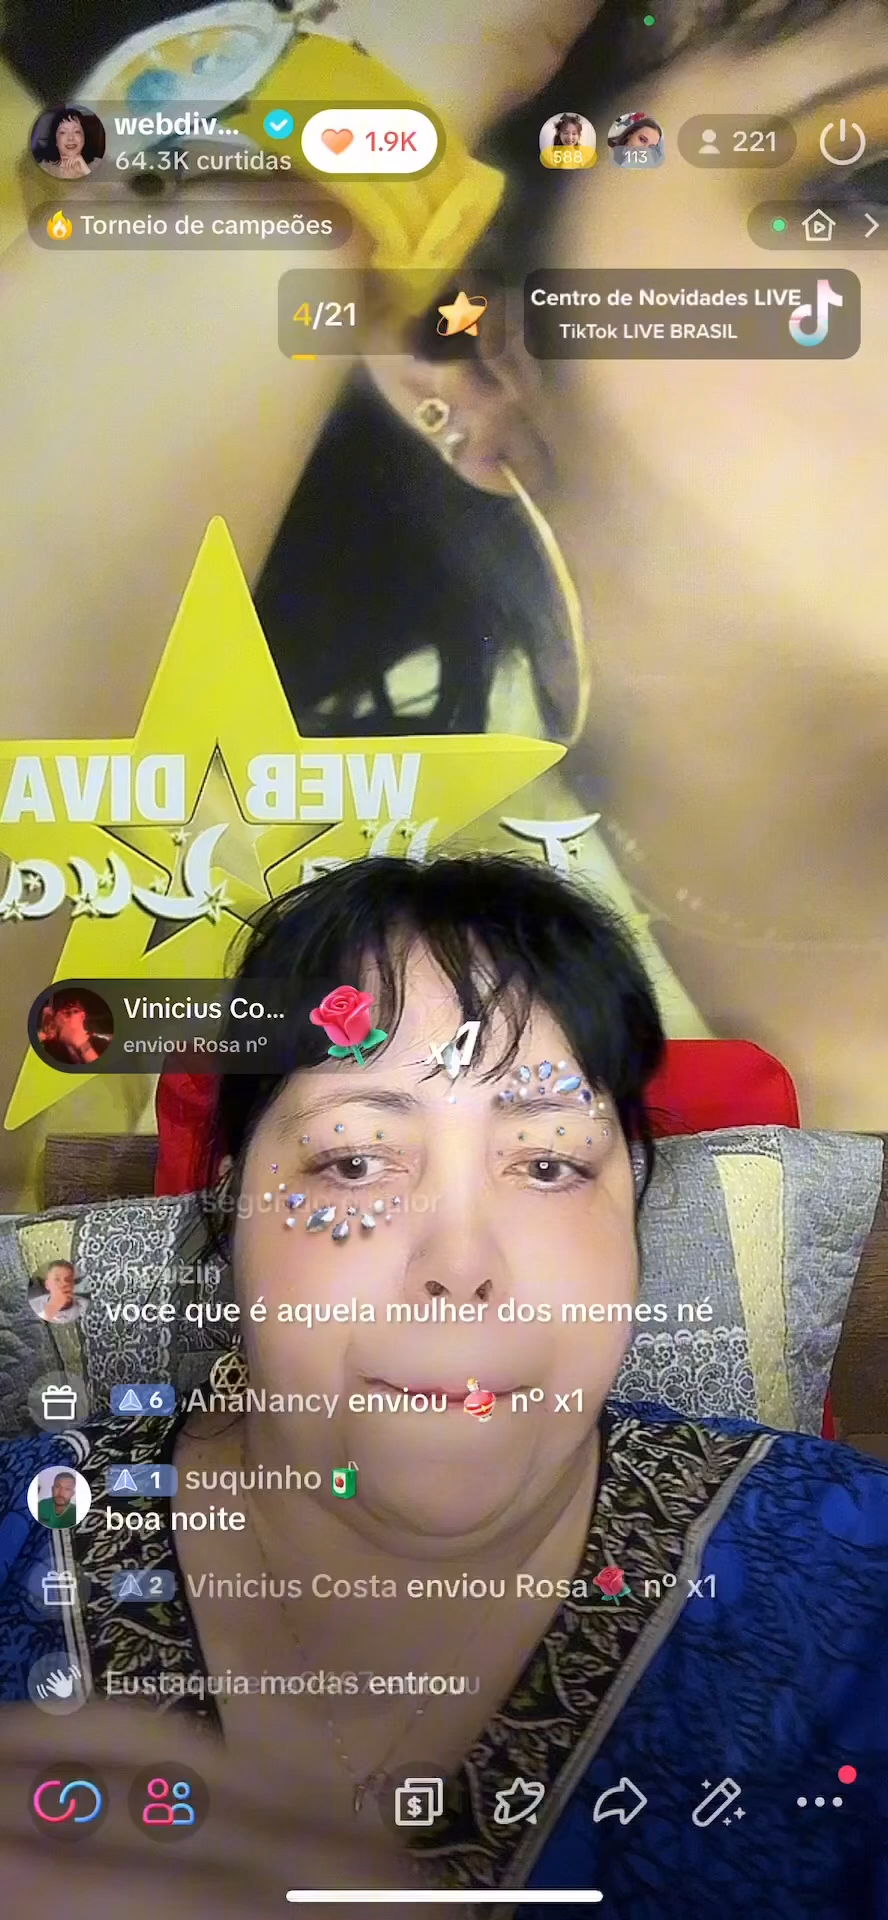 webdiv...
1.9K
64.3K curtidas
588
113
221
Torneio de campeões
4/21
Centro de Novidades LIVE
TikTok LIVE BRASIL
WEB DIVA
Lua
Vinicius Co...
enviou Rosa nº
x1
voce que é aquela mulher dos memes né
6 AnaNancy enviou nº x1
1 suquinho
boa noite
2 Vinicius Costa enviou Rosa nº x1
Eustaquia modas entrou